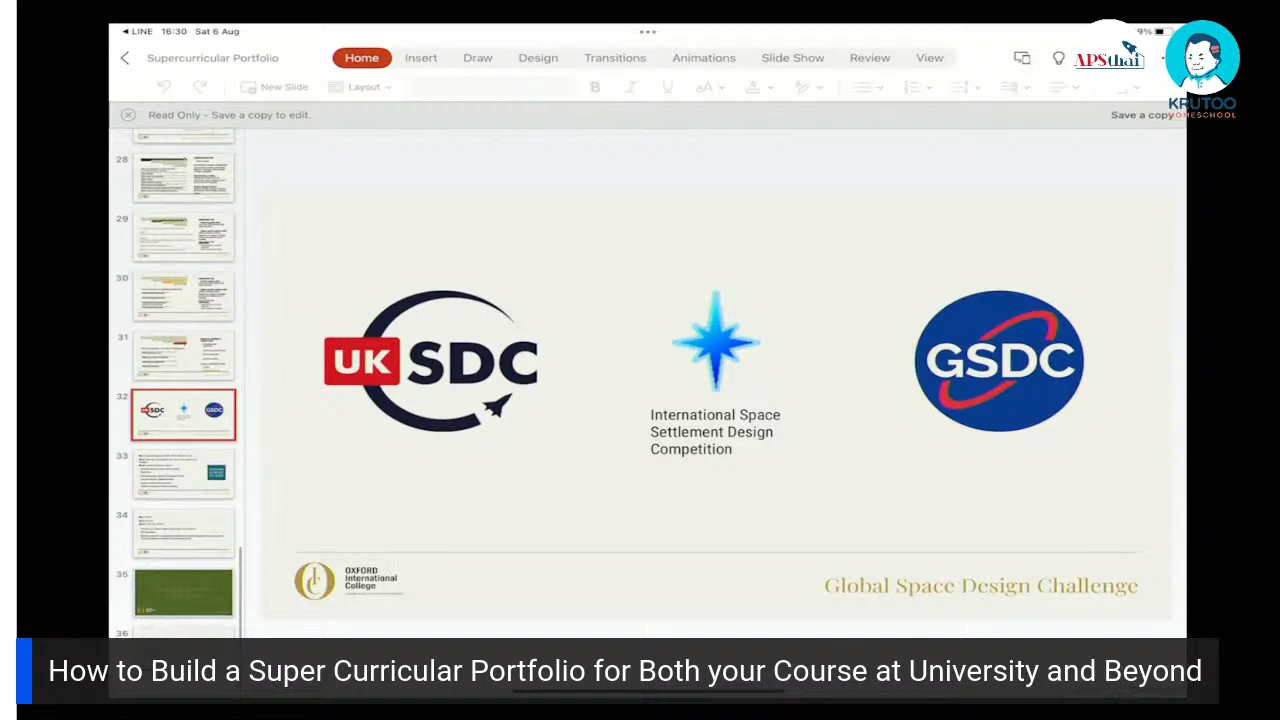 LINE 16:30 Sat 6 Aug
9%
Supercurricular Portfolio
Home Insert Draw Design Transitions Animations Slide Show Review View
APSthai
New Slide Layout
B I U
KRUTOO
HOMESCHOOL
Read Only - Save a copy to edit.
Save a copy
28
29
30
31
32
33
34
35
36
UK SDC
International Space
Settlement Design
Competition
GSDC
OXFORD
International
College
Global Space Design Challenge
How to Build a Super Curricular Portfolio for Both your Course at University and Beyond